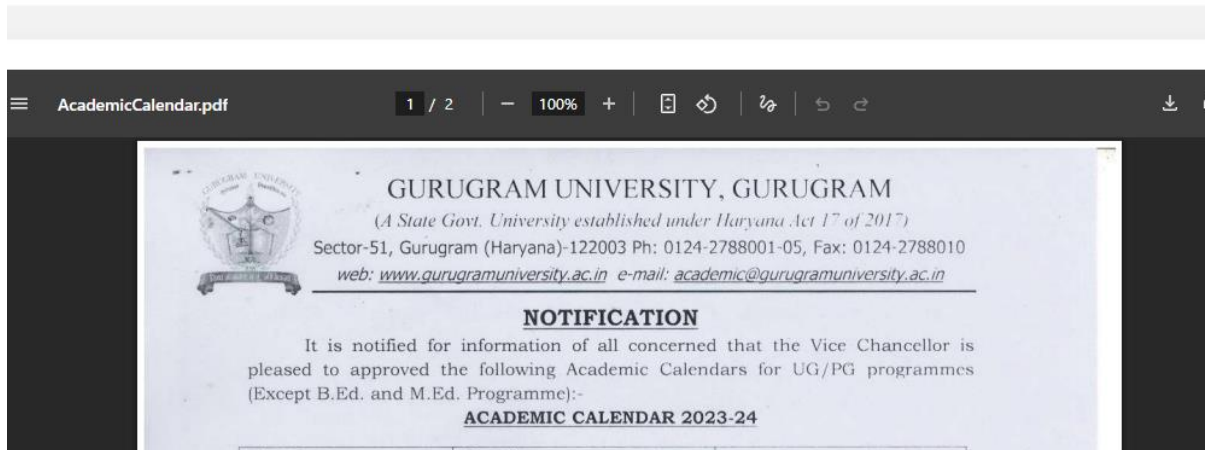 AcademicCalendar.pdf
1 / 2
100%
GURUGRAM UNIVERSITY
GURUGRAM UNIVERSITY, GURUGRAM
(A State Govt. University established under Haryana Act 17 of 2017)
Sector-51, Gurugram (Haryana)-122003 Ph: 0124-2788001-05, Fax: 0124-2788010
web: www.gurugramuniversity.ac.in e-mail: academic@gurugramuniversity.ac.in
NOTIFICATION
It is notified for information of all concerned that the Vice Chancellor is
pleased to approved the following Academic Calendars for UG/PG programmes
(Except B.Ed. and M.Ed. Programme):-
ACADEMIC CALENDAR 2023-24